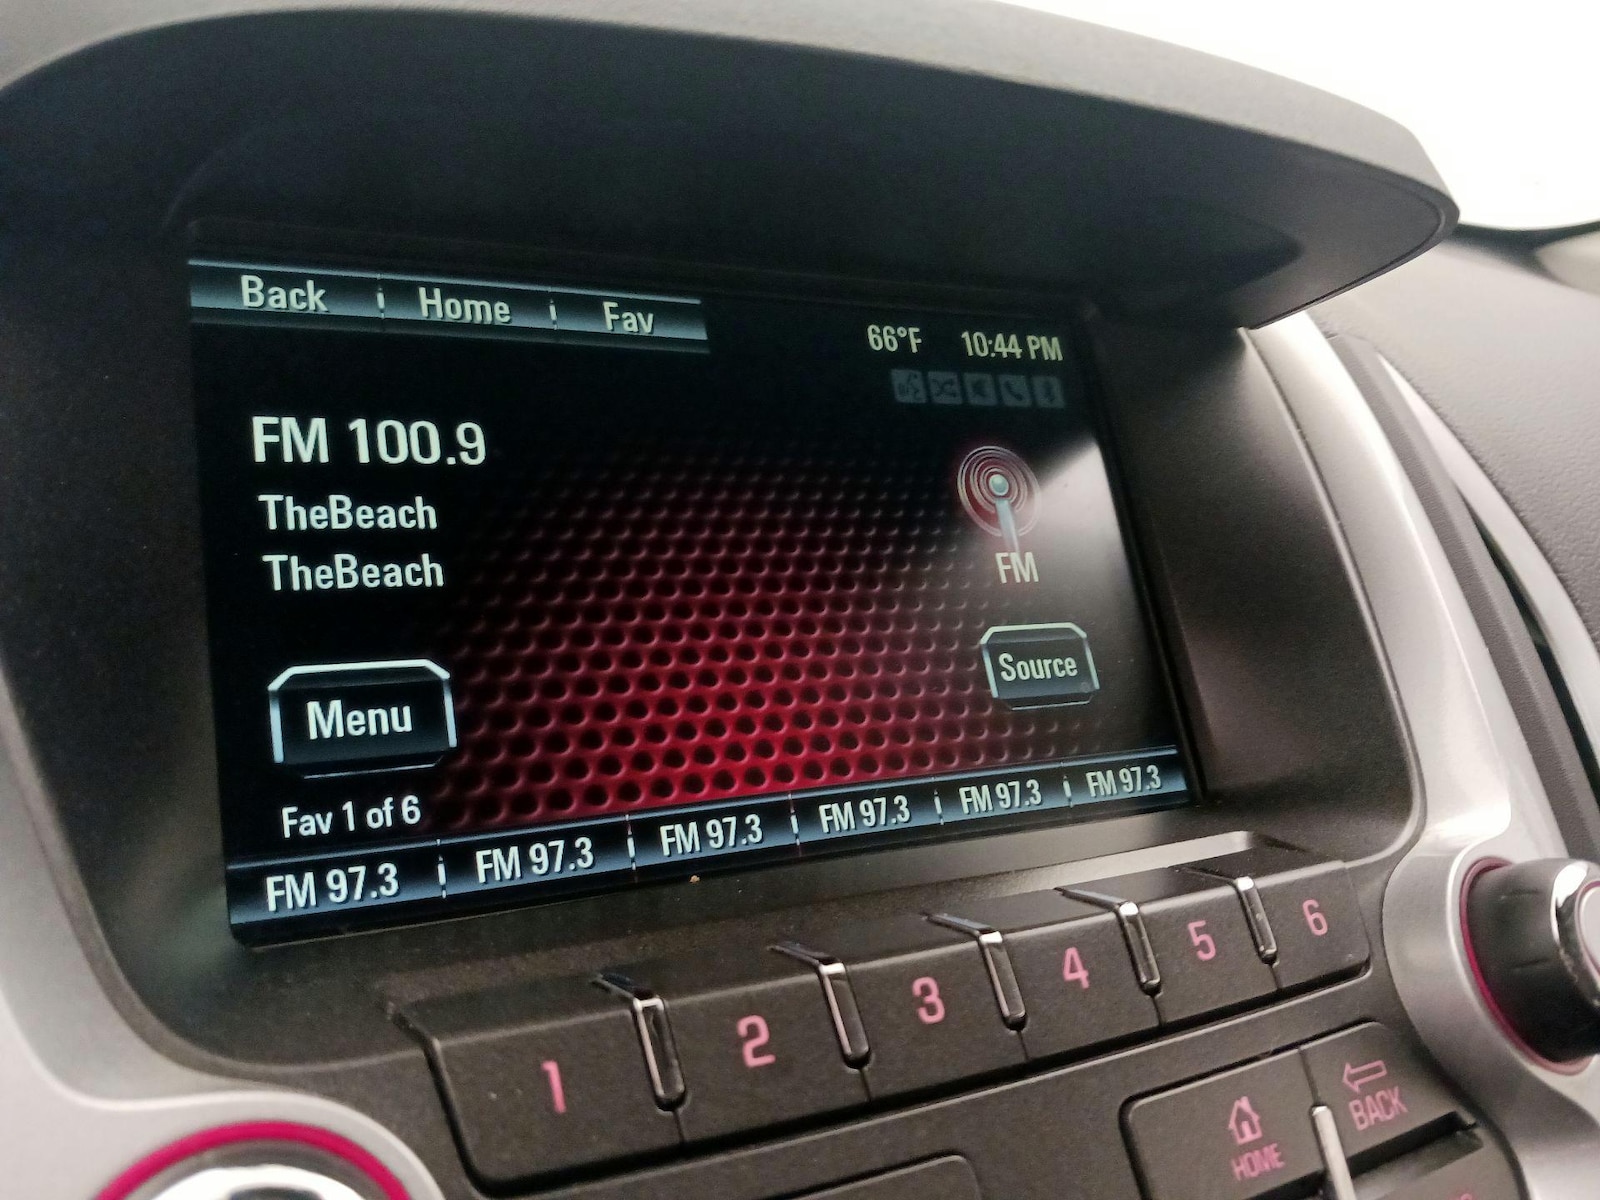 Back Home Fav
66°F 10:44 PM
FM 100.9
TheBeach
TheBeach
FM
Source
Menu
Fav 1 of 6
FM 97.3 FM 97.3 FM 97.3 FM 97.3 FM 97.3 FM 97.3
1 2 3 4 5 6
HOME BACK